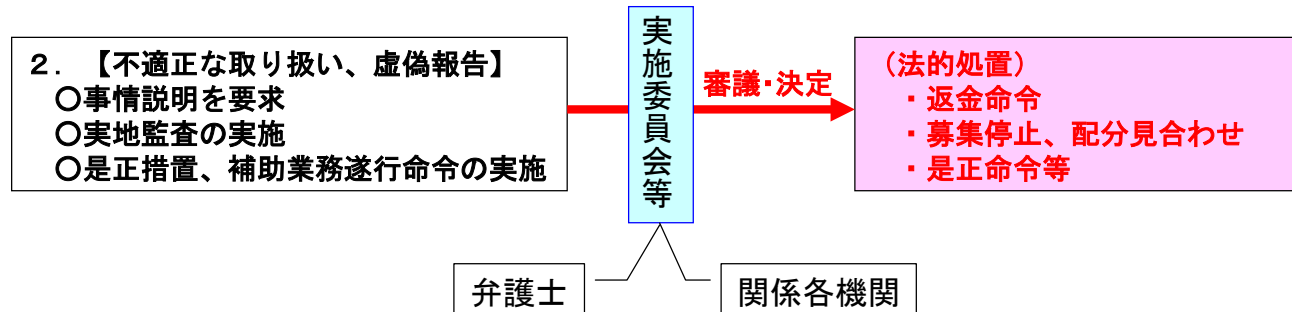 ２．【不適正な取り扱い、虚偽報告】
○事情説明を要求
○実地監査の実施
○是正措置、補助業務遂行命令の実施
実施委員会等
審議・決定
（法的処置）
・返金命令
・募集停止、配分見合わせ
・是正命令等
弁護士
関係各機関